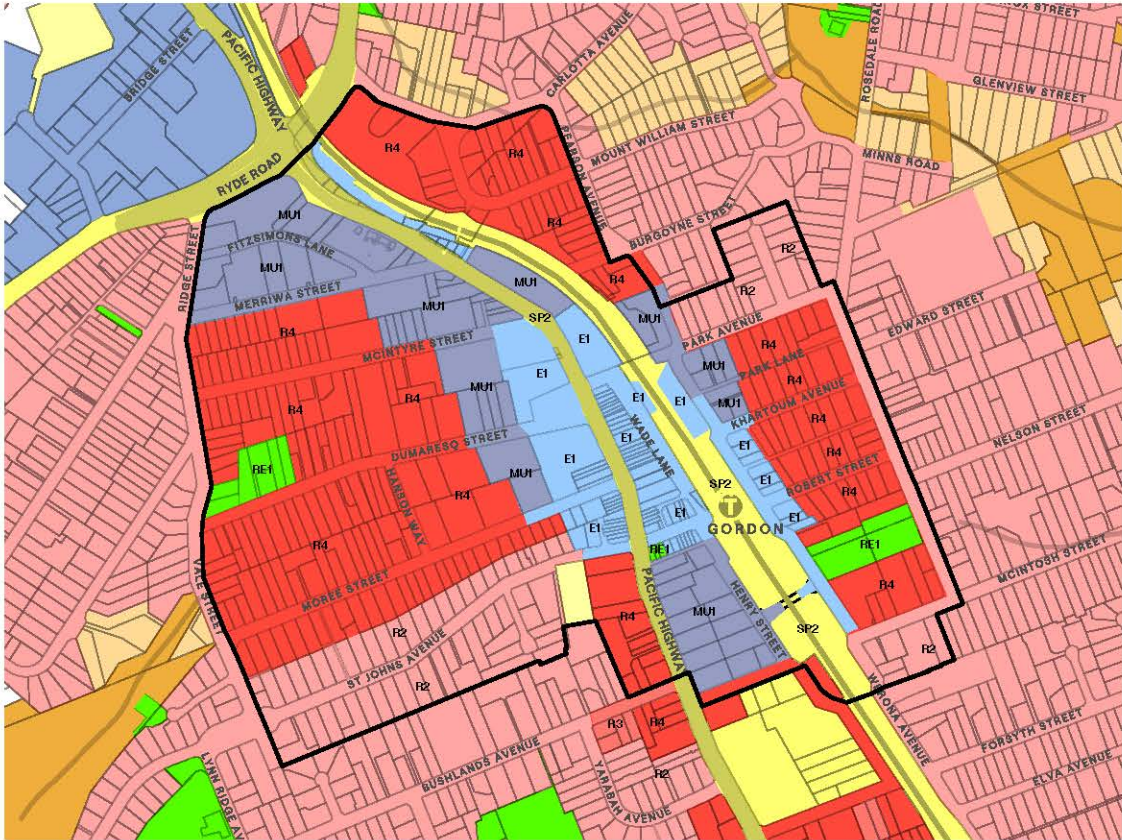 NOX STREET
ROSEDALE ROAD
BRIDGE STREET
PACIFIC HIGHWAY
CARLOTTA AVENUE
GLENVIEW STREET
R4
R4
PEARSON AVENUE
MOUNT WILLIAM STREET
MINNS ROAD
RYDE ROAD
R4
BURGOYNE STREET
MU1
FITZSIMONS LANE
R2
RIDGE STREET
MU1
MERRIWA STREET
MU1
R4
R2
MU1
SP2
MU1
EDWARD STREET
R4
MCINTYRE STREET
E1
PARK AVENUE
R4
PARK LANE
E1
MU1
R4
R4
MU1
E1
E1
MU1
KHARTOUM AVENUE
R4
WADE LANE
E1
E1
R4
NELSON STREET
DUMARESQ STREET
RE1
E1
MU1
HANSON WAY
R4
SP2
E1
ROBERT STREET
R4
T
E1
E1
E1
GORDON
R4
RE1
RE1
MCINTOSH STREET
VALE STREET
MOREE STREET
R4
PACIFIC HIGHWAY
MU1
HENRY STREET
R4
R2
ST JOHNS AVENUE
SP2
R2
R2
WERONA AVENUE
R3
R4
FORSYTH STREET
LYNN RIDGE AV
BUSHLANDS AVENUE
YARABAH AVENUE
R2
ELVA AVENUE